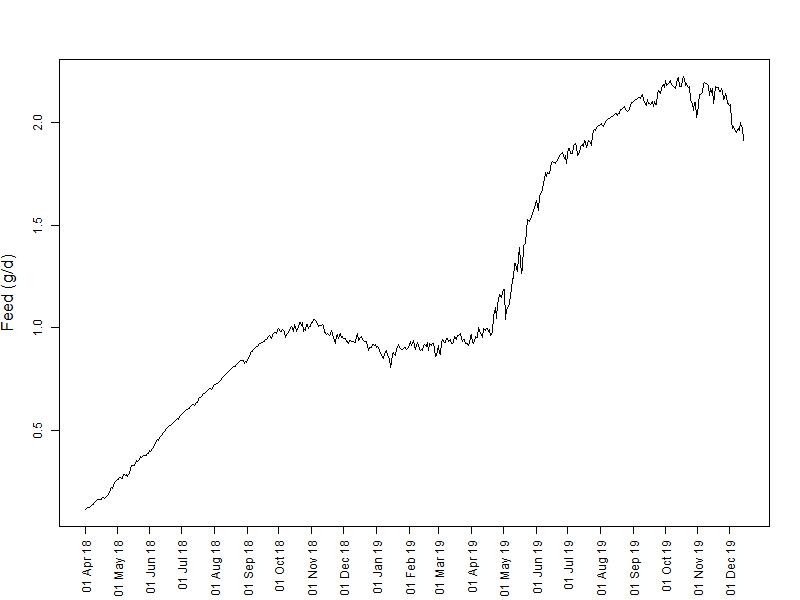 Feed (g/d)
2.0
1.5
1.0
0.5
01 Apr 18
01 May 18
01 Jun 18
01 Jul 18
01 Aug 18
01 Sep 18
01 Oct 18
01 Nov 18
01 Dec 18
01 Jan 19
01 Feb 19
01 Mar 19
01 Apr 19
01 May 19
01 Jun 19
01 Jul 19
01 Aug 19
01 Sep 19
01 Oct 19
01 Nov 19
01 Dec 19